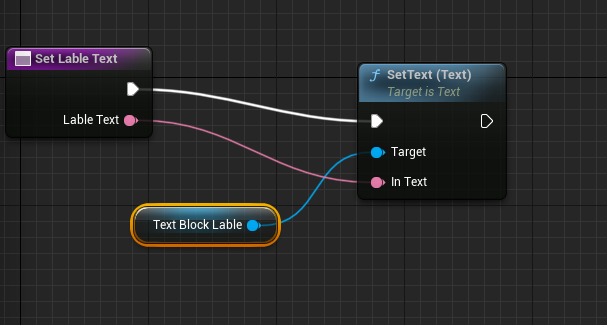 Set Lable Text
Lable Text
SetText (Text)
Target is Text
Target
In Text
Text Block Lable